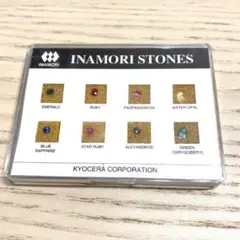 INAMORI
INAMORI STONES
EMERALD
RUBY
PADPARADSCHA
WATER OPAL
BLUE
SAPPHIRE
STAR RUBY
ALEXANDRITE
GREEN
CHRYSOBERYL
KYOCERA CORPORATION